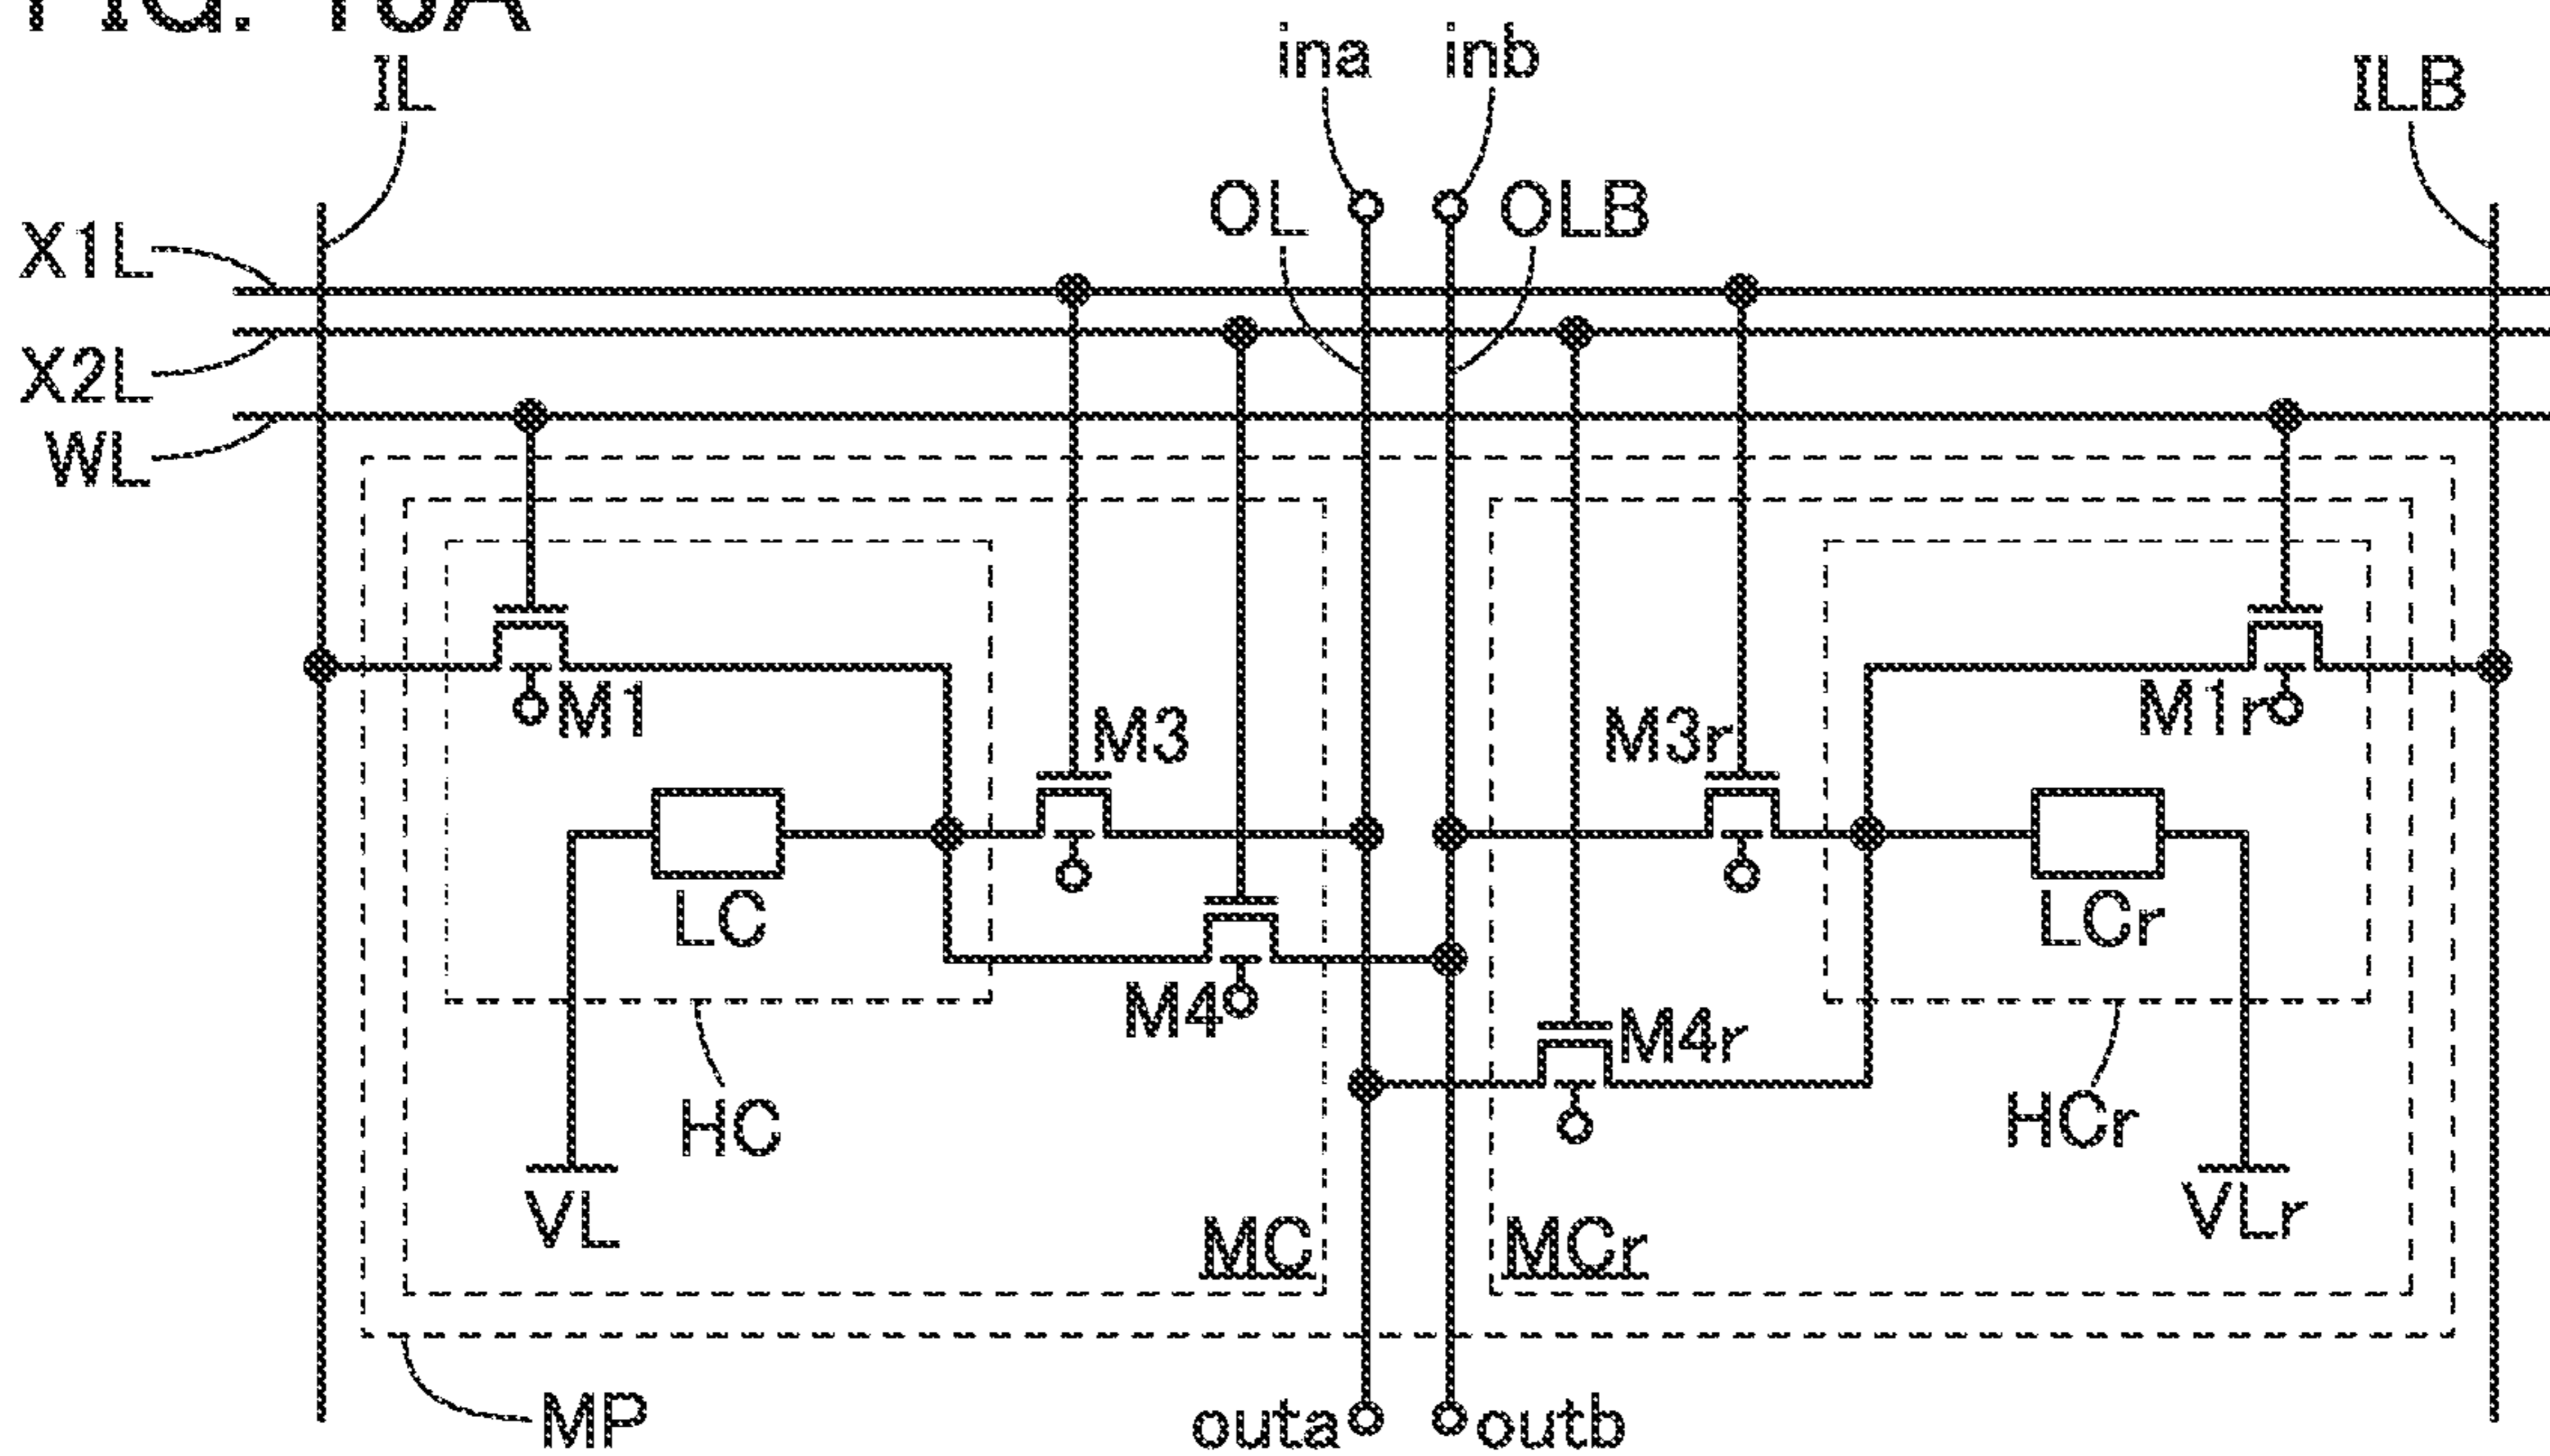 FIG. 16A
IL
ina
inb
ILB
OL
OLB
X1L
X2L
WL
M1
M3
M3r
M1r
LC
LCr
M4
M4r
HC
HCr
VL
VLr
MC
MCr
MP
outa
outb